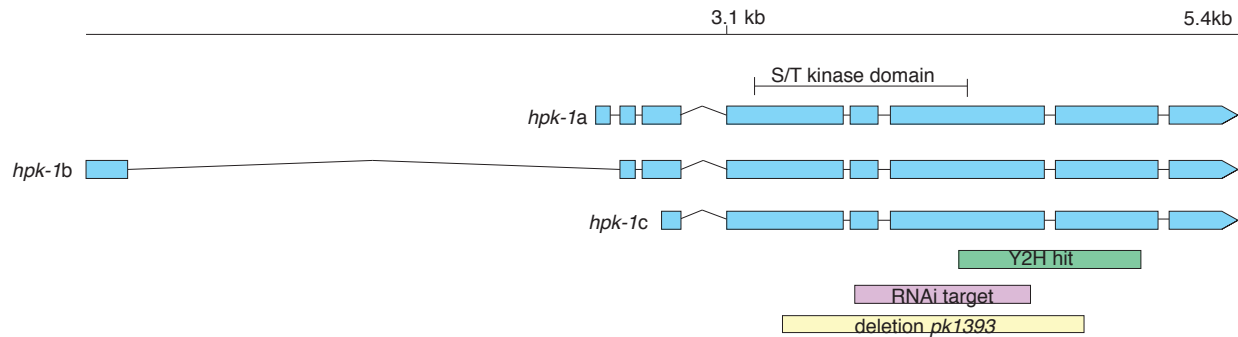 3.1 kb
5.4kb
S/T kinase domain
hpk-1a
hpk-1b
hpk-1c
Y2H hit
RNAi target
deletion pk1393